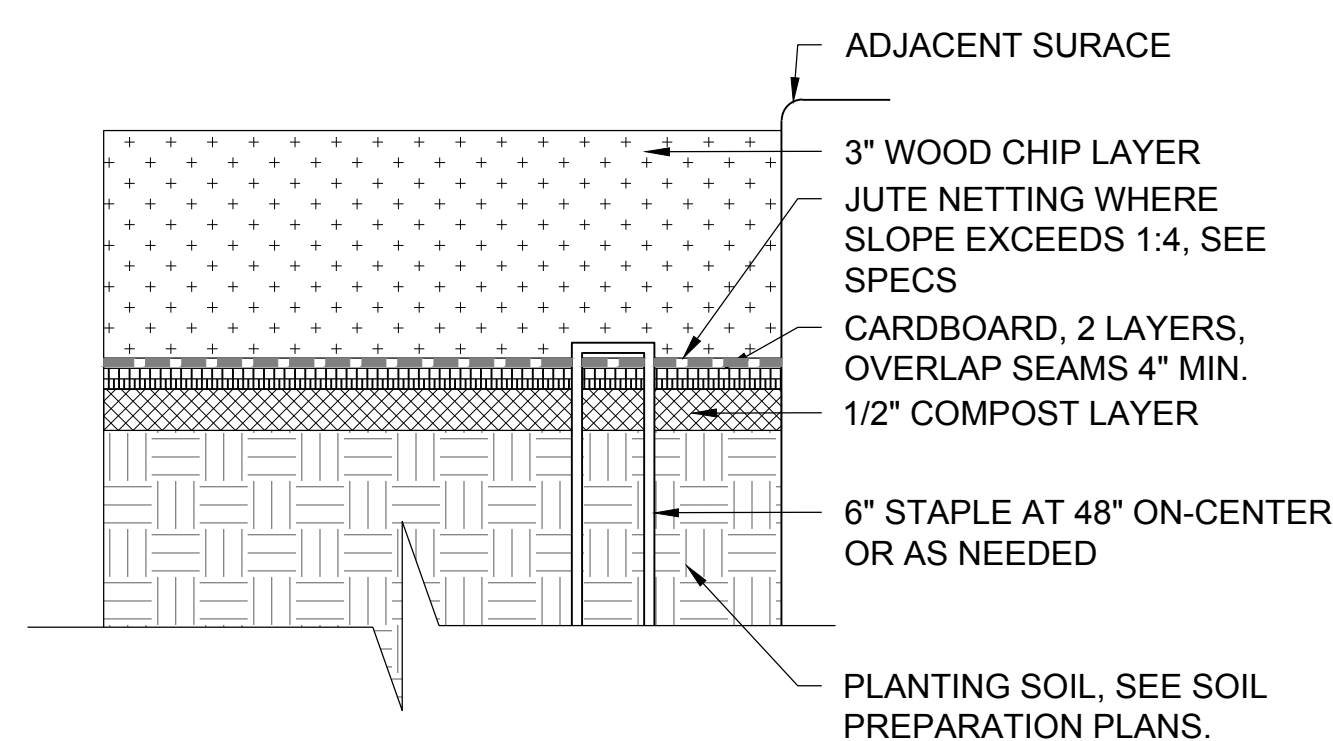 ADJACENT SURACE
3" WOOD CHIP LAYER
JUTE NETTING WHERE
SLOPE EXCEEDS 1:4, SEE
SPECS
CARDBOARD, 2 LAYERS,
OVERLAP SEAMS 4" MIN.
1/2" COMPOST LAYER
6" STAPLE AT 48" ON-CENTER
OR AS NEEDED
PLANTING SOIL, SEE SOIL
PREPARATION PLANS.